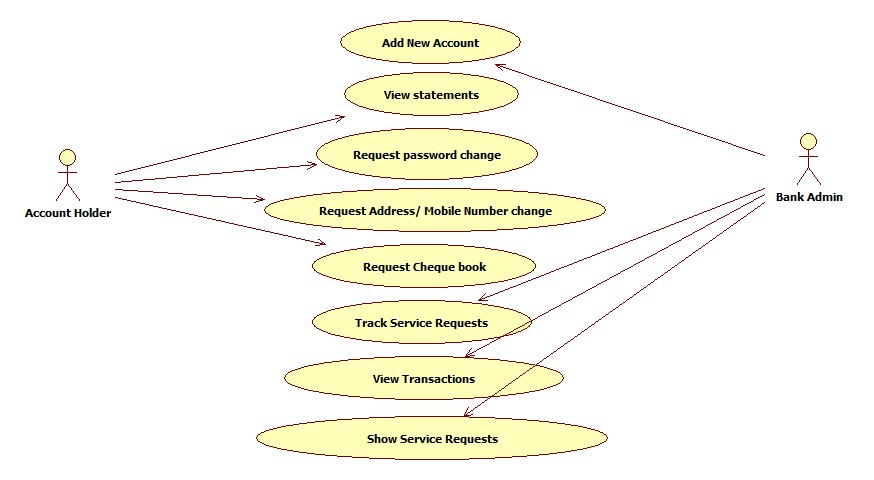 Add New Account
View statements
Request password change
Account Holder
Bank Admin
Request Address/ Mobile Number change
Request Cheque book
Track Service Requests
View Transactions
Show Service Requests